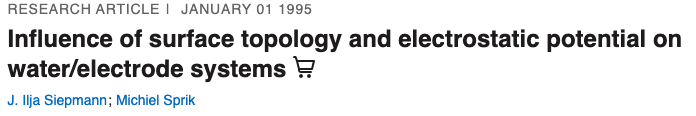 RESEARCH ARTICLE | JANUARY 01 1995
Influence of surface topology and electrostatic potential on
water/electrode systems
J. Ilja Siepmann; Michiel Sprik